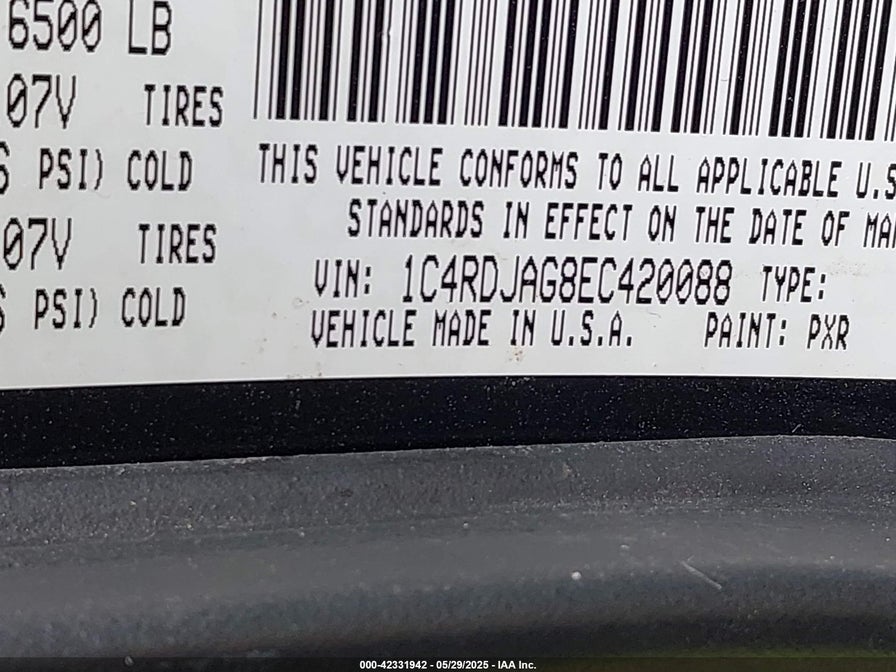 6500 LB
07V TIRES
PSI) COLD
07V TIRES
PSI) COLD
THIS VEHICLE CONFORMS TO ALL APPLICABLE U.S
STANDARDS IN EFFECT ON THE DATE OF MA
VIN: 1C4RDJAG8EC420088 TYPE:
VEHICLE MADE IN U.S.A. PAINT: PXR
000-42331942 - 05/29/2025 - IAA Inc.